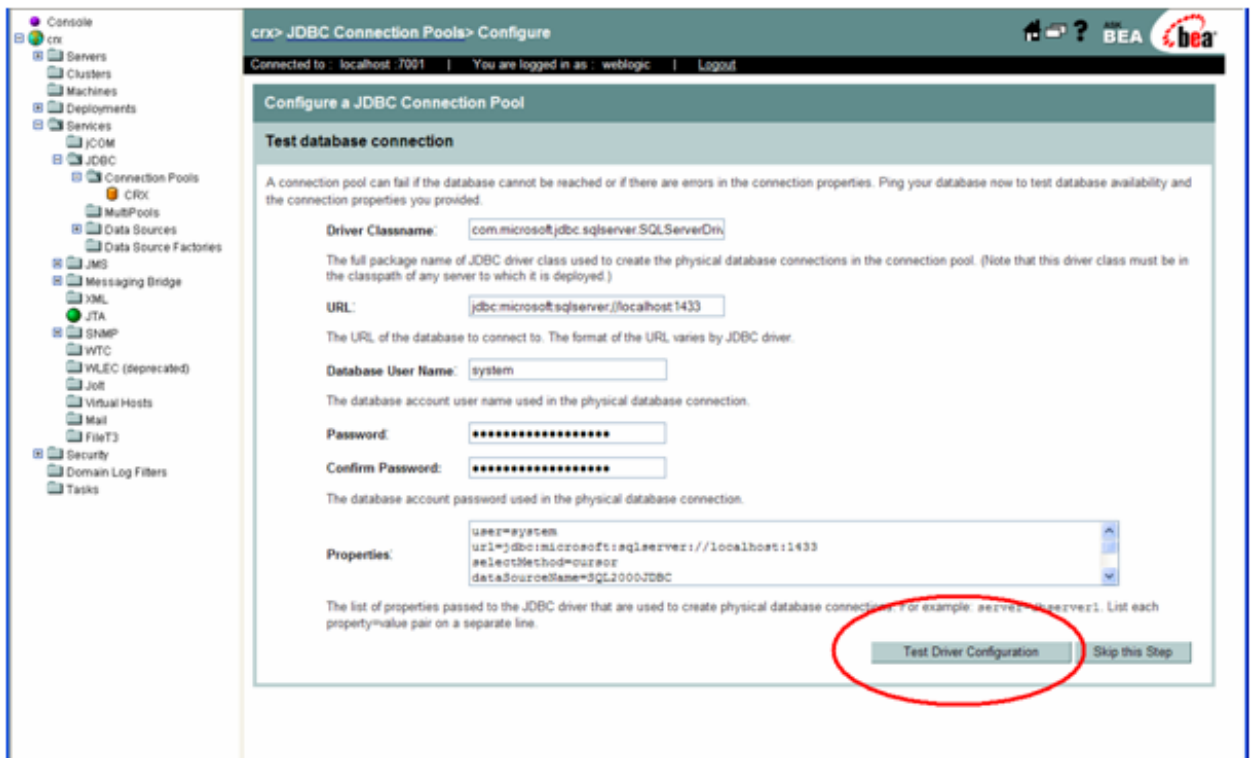 Console
crx
Servers
Clusters
Machines
Deployments
Services
jCOM
JDBC
Connection Pools
CRX
MultiPools
Data Sources
Data Source Factories
JMS
Messaging Bridge
XML
JTA
SNMP
WTC
WLEC (deprecated)
Jolt
Virtual Hosts
Mail
FileT3
Security
Domain Log Filters
Tasks
crx> JDBC Connection Pools> Configure
? ASK BEA bea
Connected to : localhost :7001 | You are logged in as : weblogic | Logout
Configure a JDBC Connection Pool
Test database connection
A connection pool can fail if the database cannot be reached or if there are errors in the connection properties. Ping your database now to test database availability and
the connection properties you provided.
Driver Classname: com.microsoft.jdbc.sqlserver.SQLServerDriv
The full package name of JDBC driver class used to create the physical database connections in the connection pool. (Note that this driver class must be in
the classpath of any server to which it is deployed.)
URL: jdbc:microsoft:sqlserver://localhost:1433
The URL of the database to connect to. The format of the URL varies by JDBC driver.
Database User Name: system
The database account user name used in the physical database connection.
Password: ••••••••••••••••••
Confirm Password: ••••••••••••••••••
The database account password used in the physical database connection.
user=system
url=jdbc:microsoft:sqlserver://localhost:1433
Properties: selectMethod=cursor
dataSourceName=SQL2000JDBC
The list of properties passed to the JDBC driver that are used to create physical database connections. For example: List each
property=value pair on a separate line.
Test Driver Configuration Skip this Step